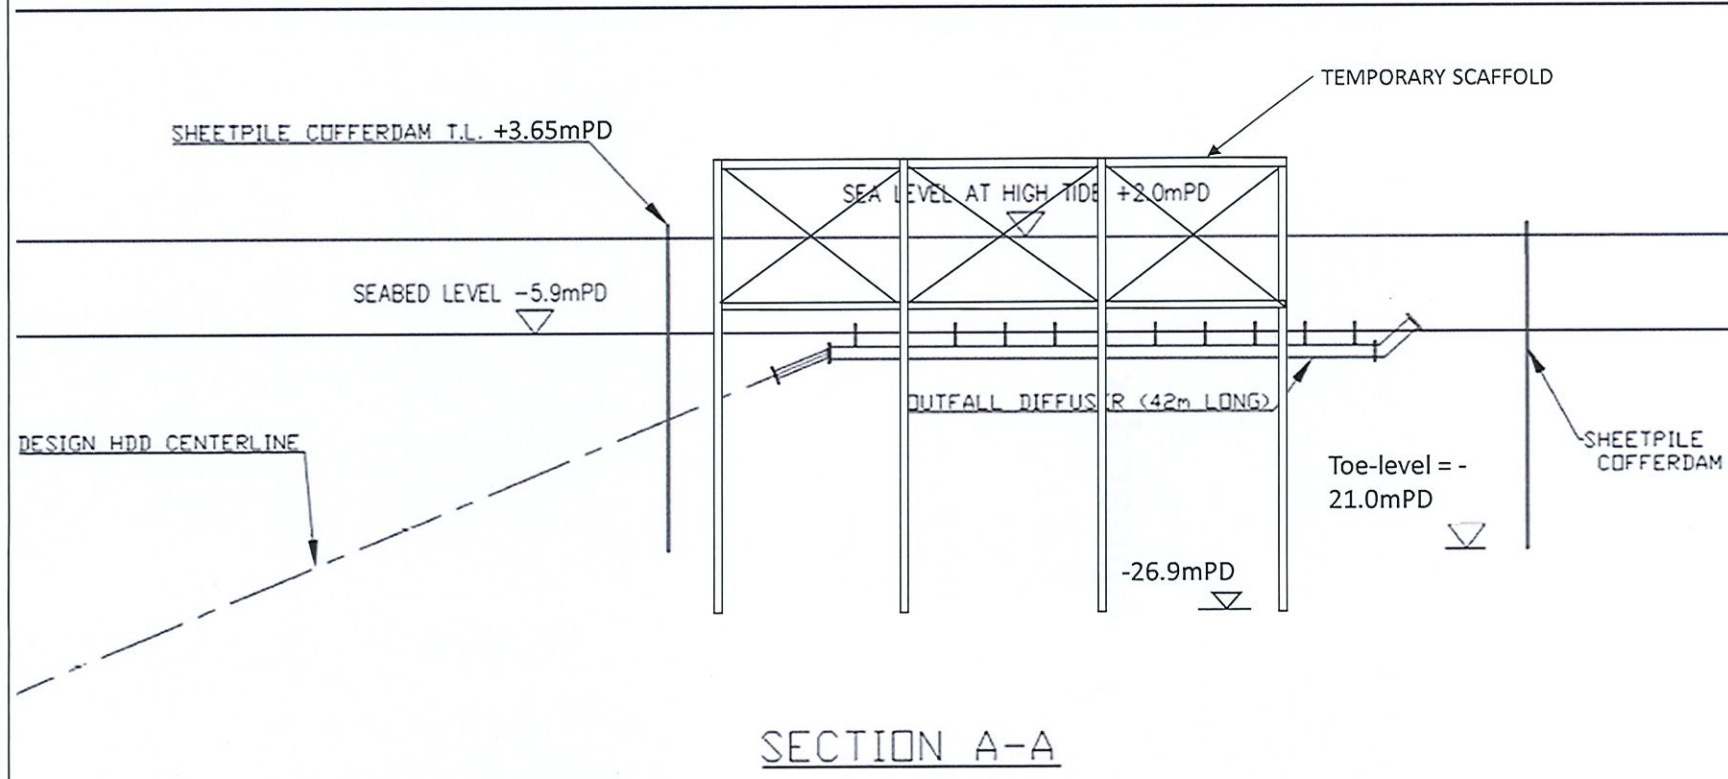 TEMPORARY SCAFFOLD
SHEETPILE COFFERDAM T.L. +3.65mPD
SEA LEVEL AT HIGH TIDE +2.0mPD
SEABED LEVEL -5.9mPD
OUTFALL DIFFUSER (42m LONG)
DESIGN HDD CENTERLINE
SHEETPILE
COFFERDAM
Toe-level = -
21.0mPD
-26.9mPD
SECTION A-A